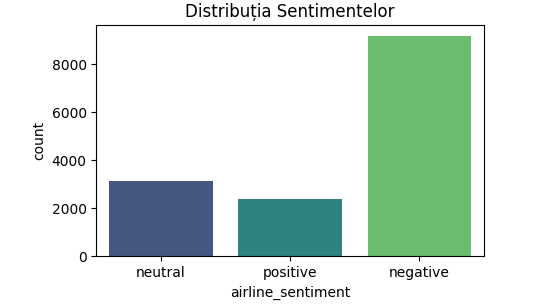 Distribuția Sentimentelor
8000
6000
4000
2000
0
count
neutral positive negative
airline_sentiment